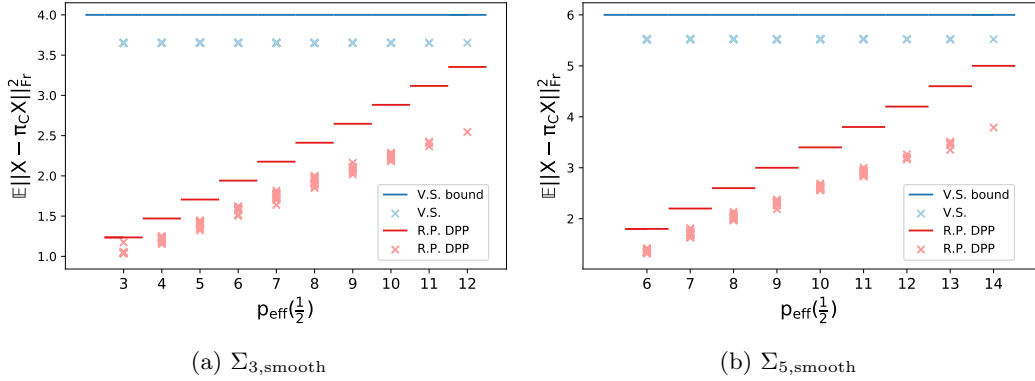 4.0
3.5
3.0
2.5
2.0
1.5
1.0
𝔼||X − π_C X||²_Fr
V.S. bound
V.S.
R.P. DPP
R.P. DPP
3 4 5 6 7 8 9 10 11 12
p_eff(1/2)
(a) Σ_3,smooth
6
5
4
3
2
𝔼||X − π_C X||²_Fr
V.S. bound
V.S.
R.P. DPP
R.P. DPP
6 7 8 9 10 11 12 13 14
p_eff(1/2)
(b) Σ_5,smooth